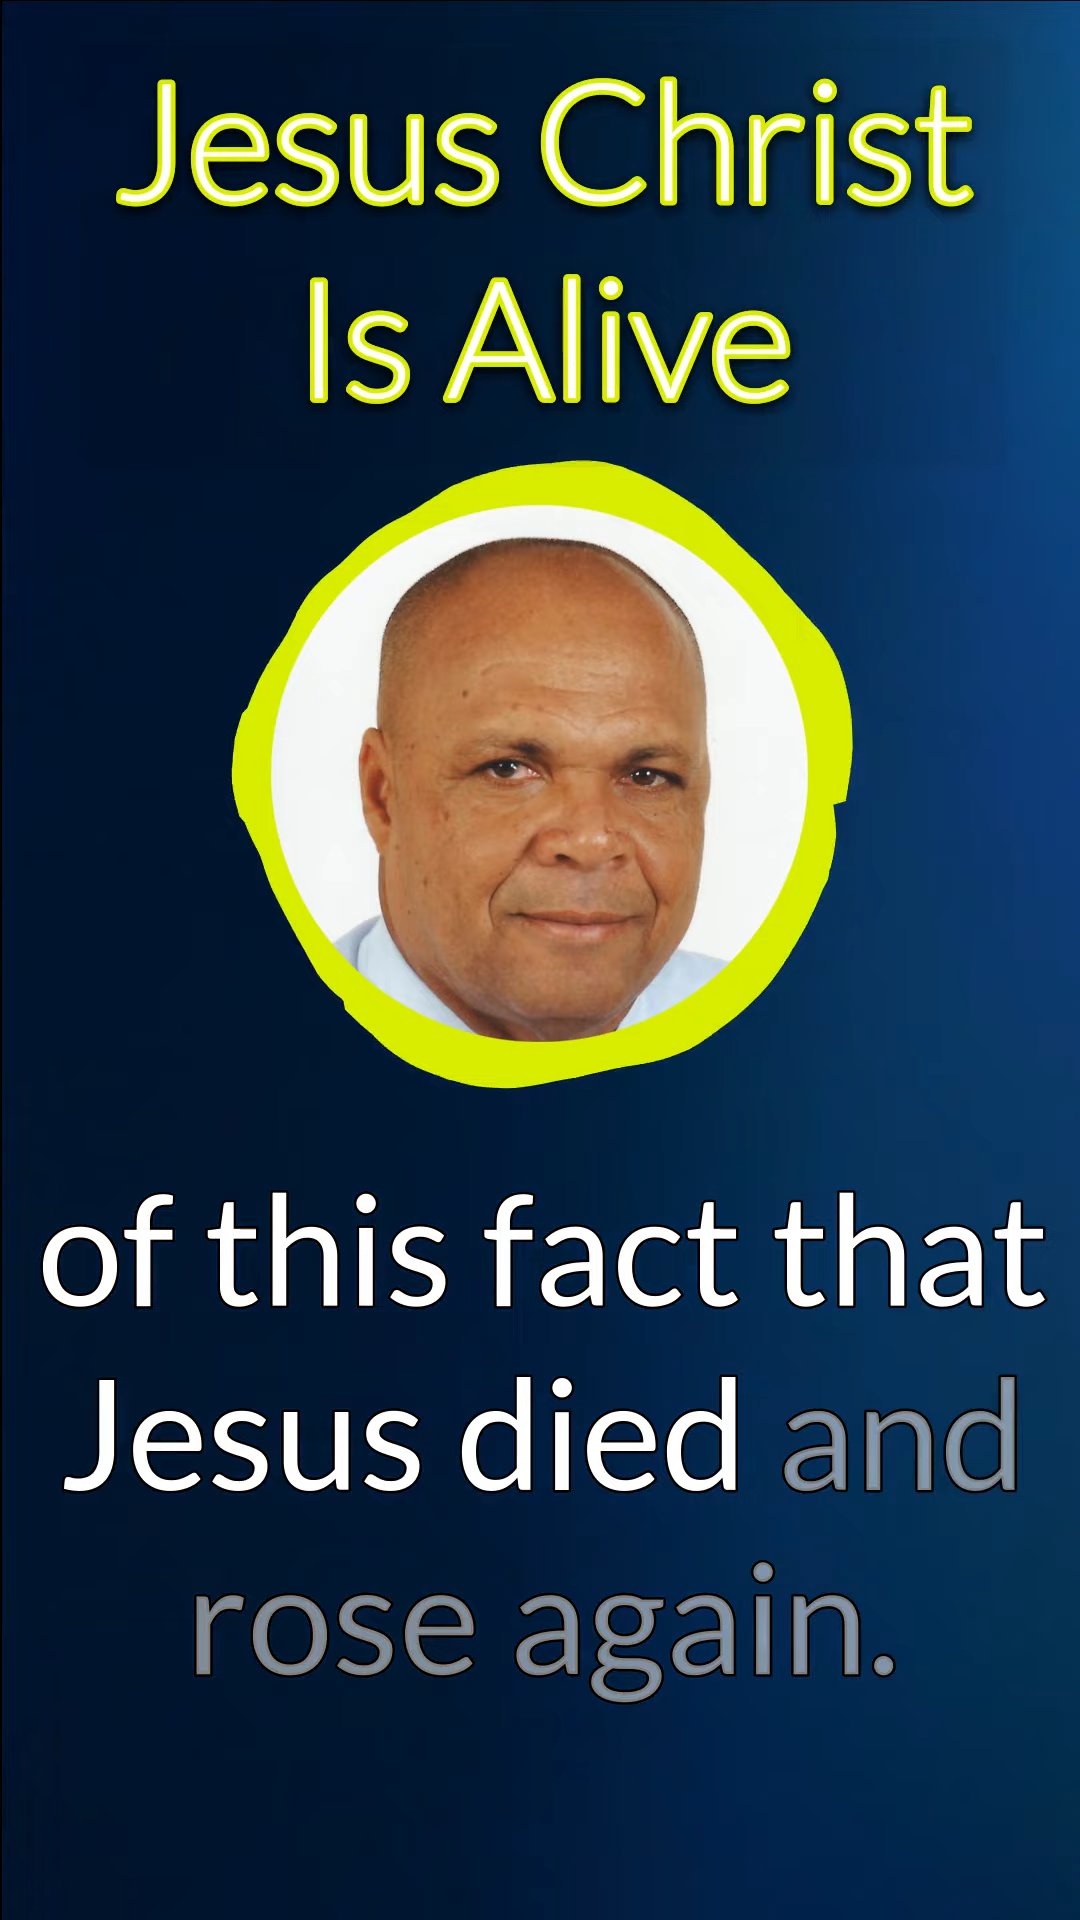 Jesus Christ
Is Alive
of this fact that
Jesus died and
rose again.